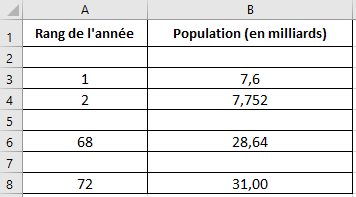 A B
1 Rang de l'année Population (en milliards)
2
3 1 7,6
4 2 7,752
5
6 68 28,64
7
8 72 31,00